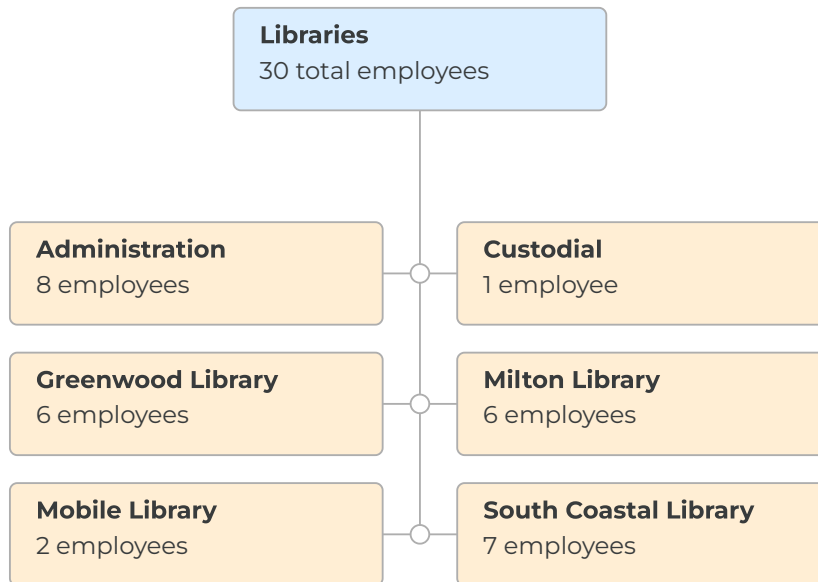 Libraries
30 total employees
Administration
8 employees
Custodial
1 employee
Greenwood Library
6 employees
Milton Library
6 employees
Mobile Library
2 employees
South Coastal Library
7 employees